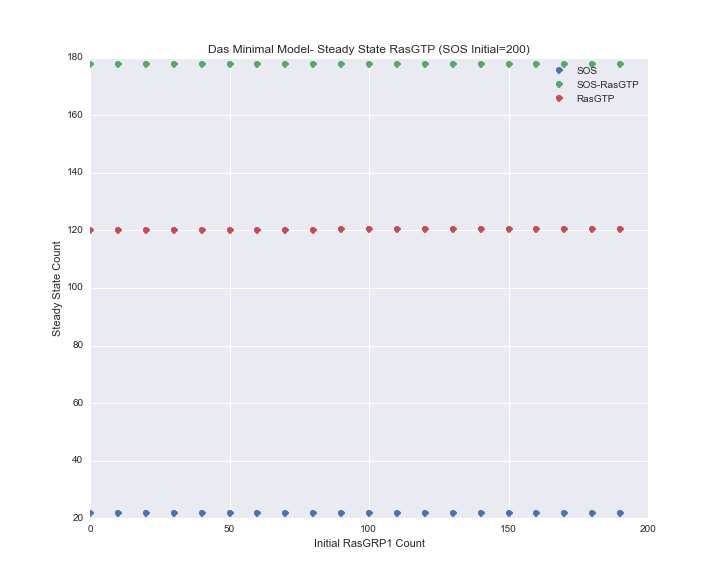 Das Minimal Model- Steady State RasGTP (SOS Initial=200)
180
160
140
120
100
80
60
40
20
Steady State Count
SOS
SOS-RasGTP
RasGTP
0
50
100
150
200
Initial RasGRP1 Count